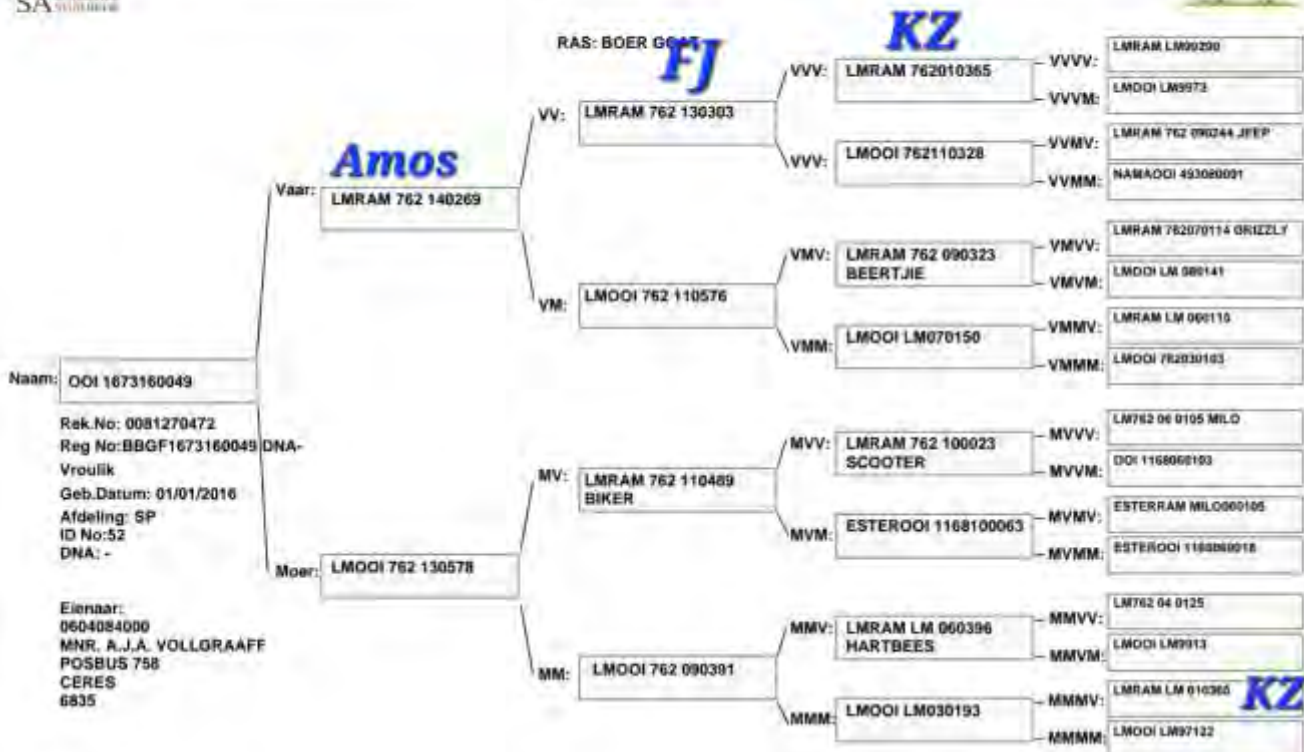 SA
RAS: BOER GOAT
FJ
KZ
Amos
Naam: OOI 1673160049
Rek.No: 0081270472
Reg No:BBGF1673160049 DNA-
Vroulik
Geb.Datum: 01/01/2016
Afdeling: SP
ID No:52
DNA: -
Eienaar:
0604084000
MNR. A.J.A. VOLLGRAAFF
POSBUS 758
CERES
6835
Vaar: LMRAM 762 140269
Moer: LMOOI 762 130578
VV: LMRAM 762 130303
VM: LMOOI 762 110576
MV: LMRAM 762 110489
BIKER
MM: LMOOI 762 090391
VVV: LMRAM 762010365
VVV: LMOOI 762110328
VMV: LMRAM 762 090323
BEERTJIE
VMM: LMOOI LM070150
MVV: LMRAM 762 100023
SCOOTER
MVM: ESTEROOI 1168100063
MMV: LMRAM LM 060396
HARTBEES
MMM: LMOOI LM030193
VVVV: LMRAM LM00290
VVVM: LMOOI LM9973
VVMV: LMRAM 762 090244 JEEP
VVMM: NAMAOOI 493080091
VMVV: LMRAM 762070114 GRIZZLY
VMVM: LMOOI LM 080141
VMMV: LMRAM LM 060110
VMMM: LMOOI 762030103
MVVV: LM762 06 0105 MILO
MVVM: OOI 1168060103
MVMV: ESTERRAM MILO060105
MVMM: ESTEROOI 1168060018
MMVV: LM762 04 0125
MMVM: LMOOI LM9913
MMMV: LMRAM LM 010365
KZ
MMMM: LMOOI LM97122